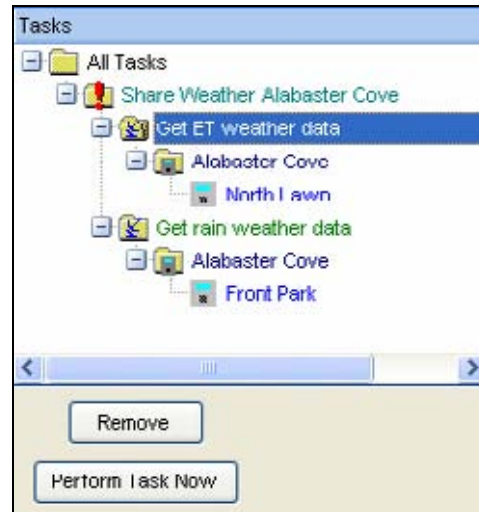 Tasks
All Tasks
Share Weather Alabaster Cove
Get ET weather data
Alabaster Cove
North Lawn
Get rain weather data
Alabaster Cove
Front Park
Remove
Perform Task Now